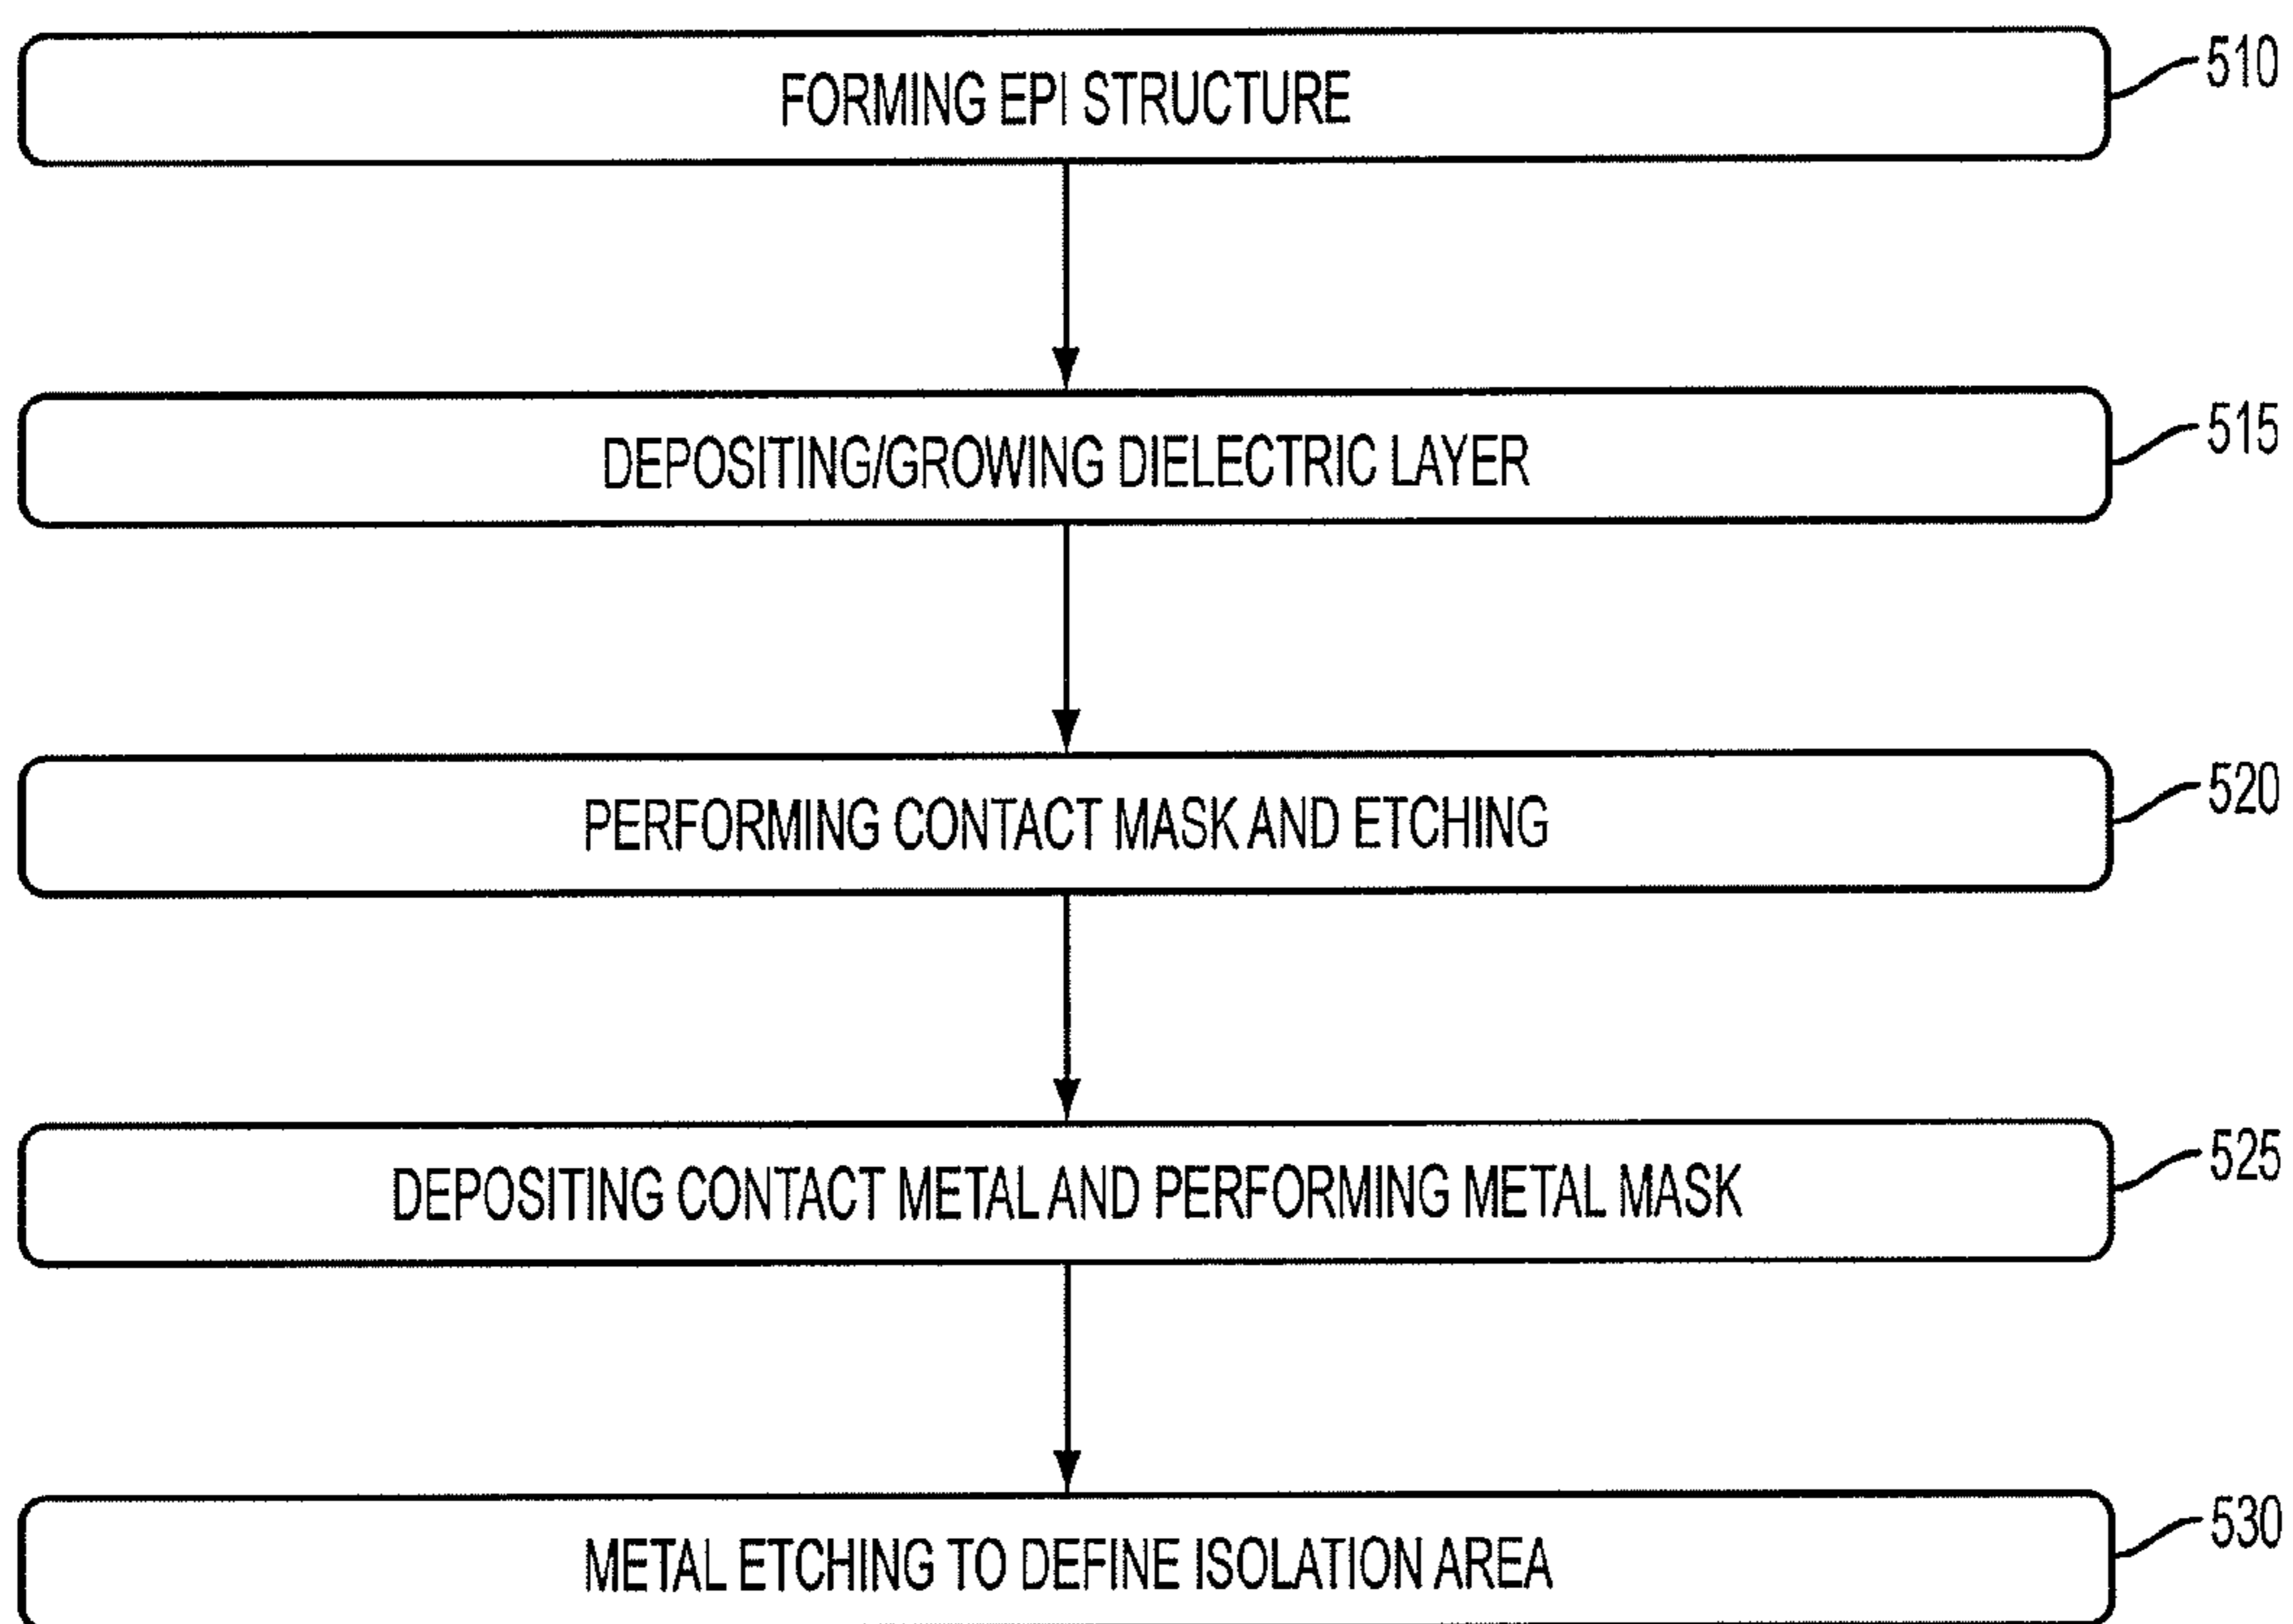 FORMING EPI STRUCTURE
510
DEPOSITING/GROWING DIELECTRIC LAYER
515
PERFORMING CONTACT MASK AND ETCHING
520
DEPOSITING CONTACT METAL AND PERFORMING METAL MASK
525
METAL ETCHING TO DEFINE ISOLATION AREA
530